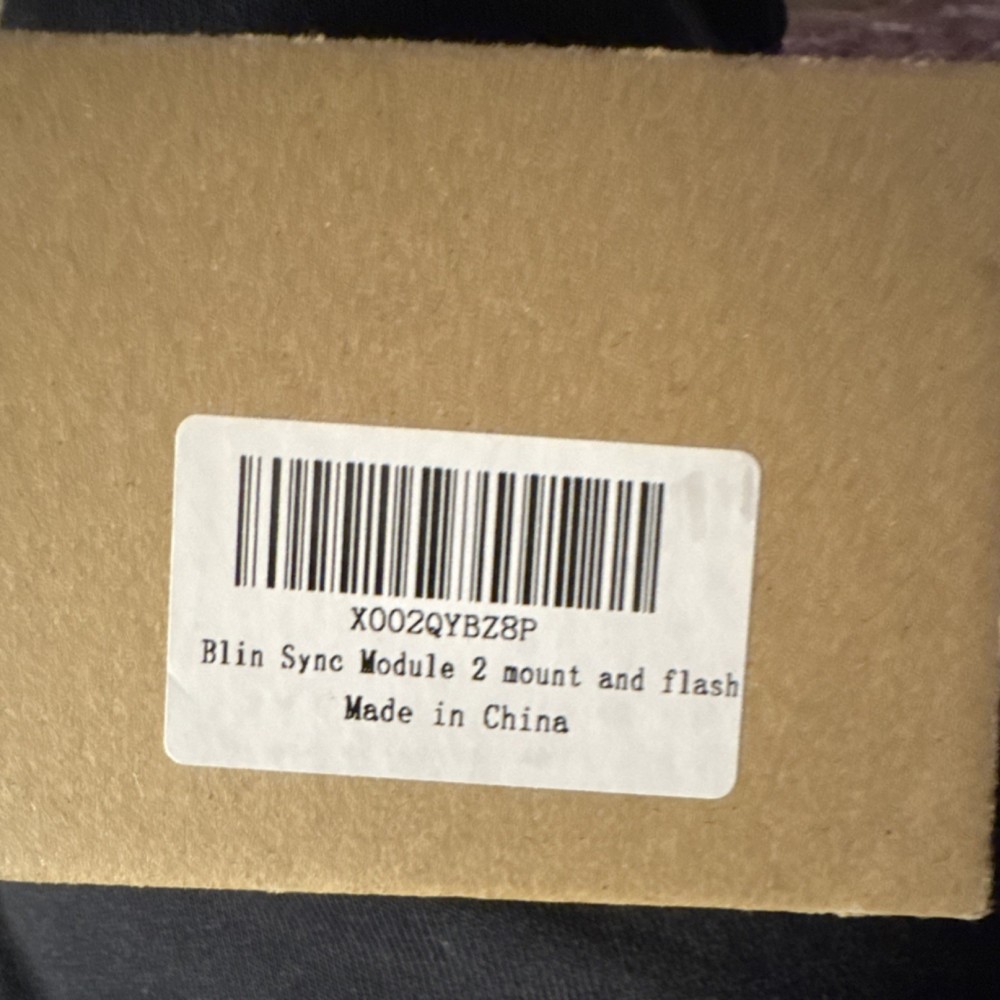 X002QYBZ8P
Blin Sync Module 2 mount and flash
Made in China